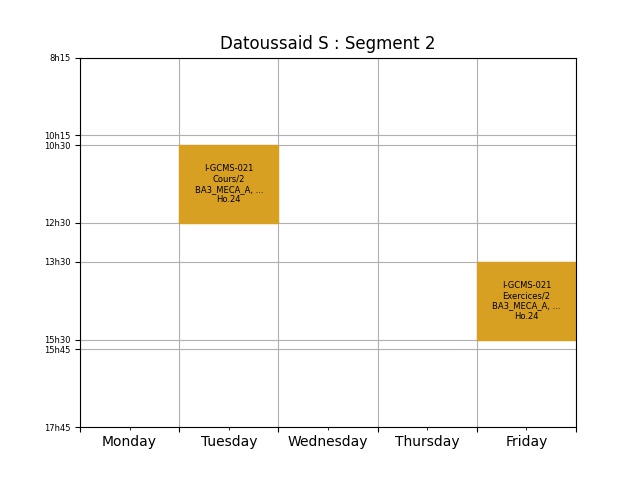 Datoussaid S : Segment 2
8h15
10h15
10h30
I-GCMS-021
Cours/2
BA3_MECA_A, ...
Ho.24
12h30
13h30
I-GCMS-021
Exercices/2
BA3_MECA_A, ...
Ho.24
15h30
15h45
17h45
Monday Tuesday Wednesday Thursday Friday